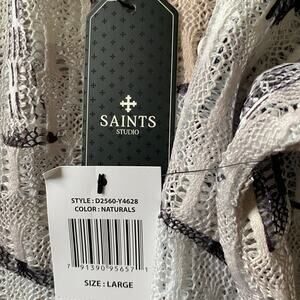 SAINTS
STUDIO
STYLE : D2560-Y4628
COLOR : NATURALS
7 91390 95657 1
SIZE : LARGE